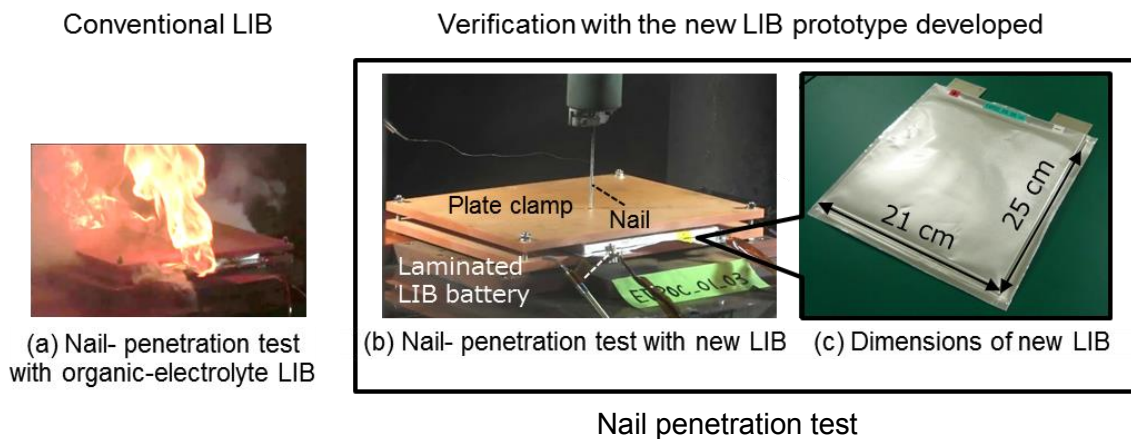 Conventional LIB
Verification with the new LIB prototype developed
Plate clamp
Nail
Laminated
LIB battery
21 cm
25 cm
(a) Nail- penetration test
with organic-electrolyte LIB
(b) Nail- penetration test with new LIB
(c) Dimensions of new LIB
Nail penetration test